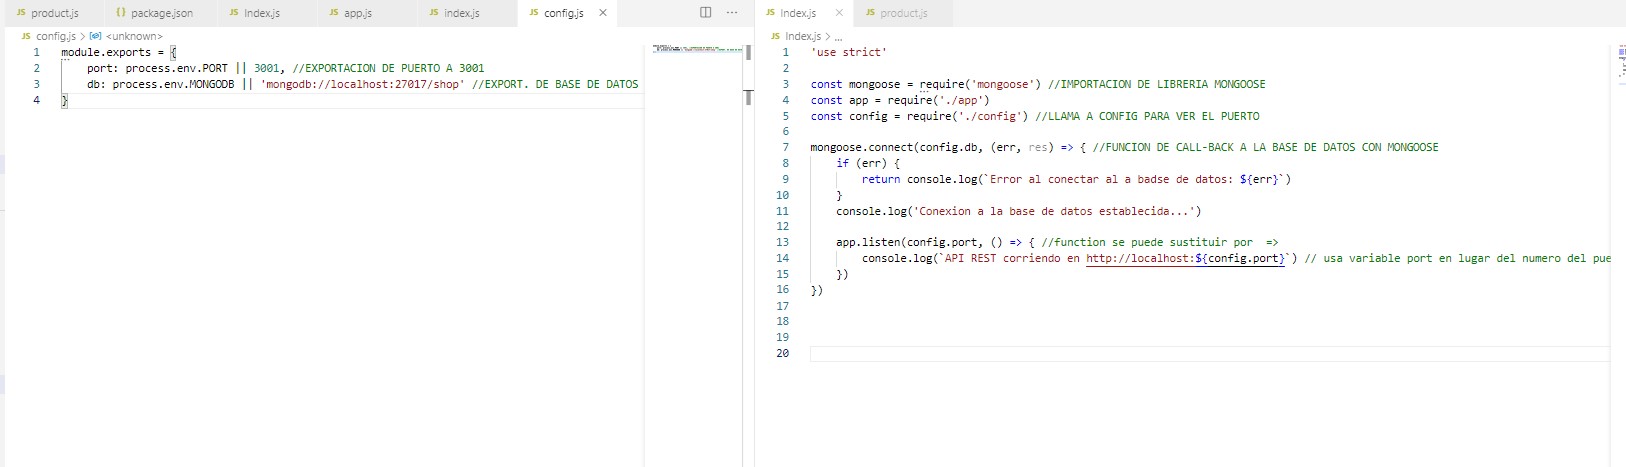 JS product.js
{} package.json
JS Index.js
JS app.js
JS index.js
JS config.js ×
JS config.js > <unknown>
1 module.exports = {
2 port: process.env.PORT || 3001, //EXPORTACION DE PUERTO A 3001
3 db: process.env.MONGODB || 'mongodb://localhost:27017/shop' //EXPORT. DE BASE DE DATOS
4 }
JS Index.js ×
JS product.js
JS Index.js > ...
1 'use strict'
2
3 const mongoose = require('mongoose') //IMPORTACION DE LIBRERIA MONGOOSE
4 const app = require('./app')
5 const config = require('./config') //LLAMA A CONFIG PARA VER EL PUERTO
6
7 mongoose.connect(config.db, (err, res) => { //FUNCION DE CALL-BACK A LA BASE DE DATOS CON MONGOOSE
8 if (err) {
9 return console.log(`Error al conectar al a badse de datos: ${err}`)
10 }
11 console.log('Conexion a la base de datos establecida...')
12
13 app.listen(config.port, () => { //function se puede sustituir por  =>
14 console.log(`API REST corriendo en http://localhost:${config.port}`) // usa variable port en lugar del numero del pue
15 })
16 })
17
18
19
20